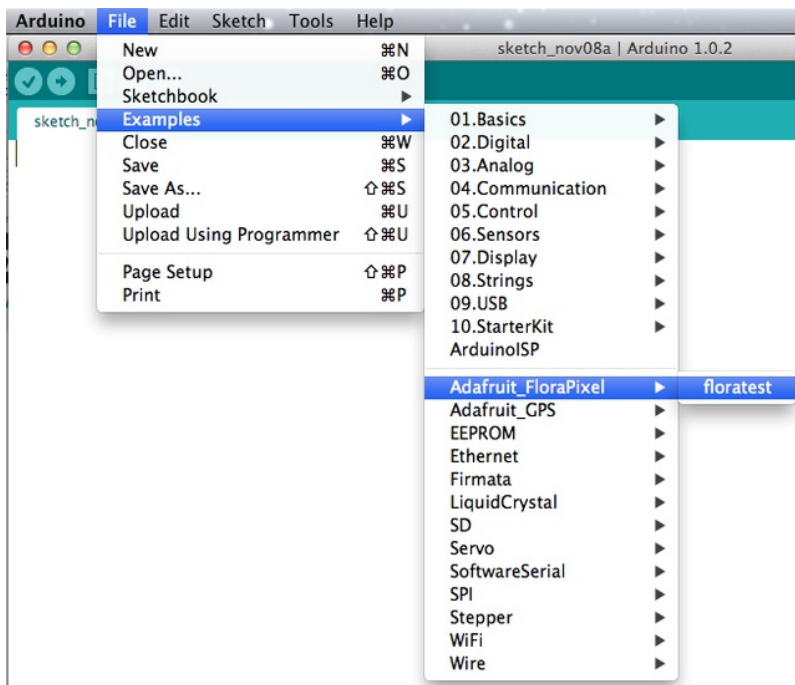 Arduino File Edit Sketch Tools Help
sketch_nov08a | Arduino 1.0.2
sketch_n
New ⌘N
Open... ⌘O
Sketchbook ▶
Examples ▶
Close ⌘W
Save ⌘S
Save As... ⇧⌘S
Upload ⌘U
Upload Using Programmer ⇧⌘U
Page Setup ⇧⌘P
Print ⌘P
01.Basics ▶
02.Digital ▶
03.Analog ▶
04.Communication ▶
05.Control ▶
06.Sensors ▶
07.Display ▶
08.Strings ▶
09.USB ▶
10.StarterKit ▶
ArduinoISP
Adafruit_FloraPixel ▶
Adafruit_GPS ▶
EEPROM ▶
Ethernet ▶
Firmata ▶
LiquidCrystal ▶
SD ▶
Servo ▶
SoftwareSerial ▶
SPI ▶
Stepper ▶
WiFi ▶
Wire ▶
floratest